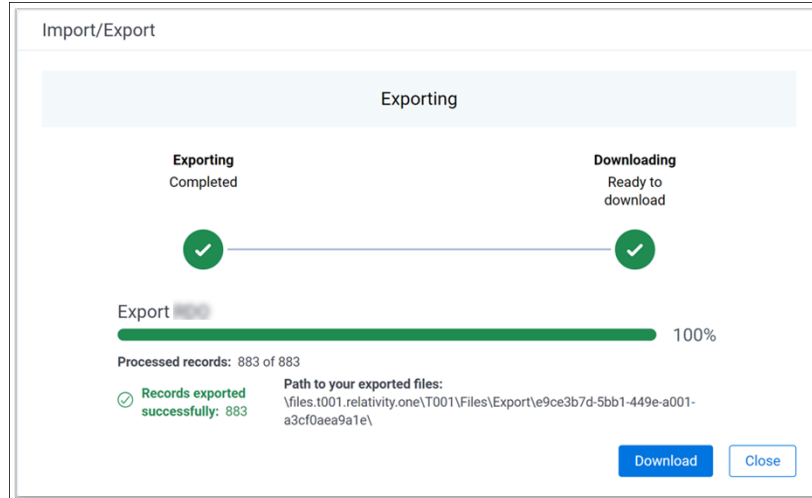 Import/Export
Exporting
Exporting
Completed
Downloading
Ready to
download
Export
100%
Processed records: 883 of 883
Records exported
successfully: 883
Path to your exported files:
\files.t001.relativity.one\T001\Files\Export\e9ce3b7d-5bb1-449e-a001-
a3cf0aea9a1e\
Download
Close